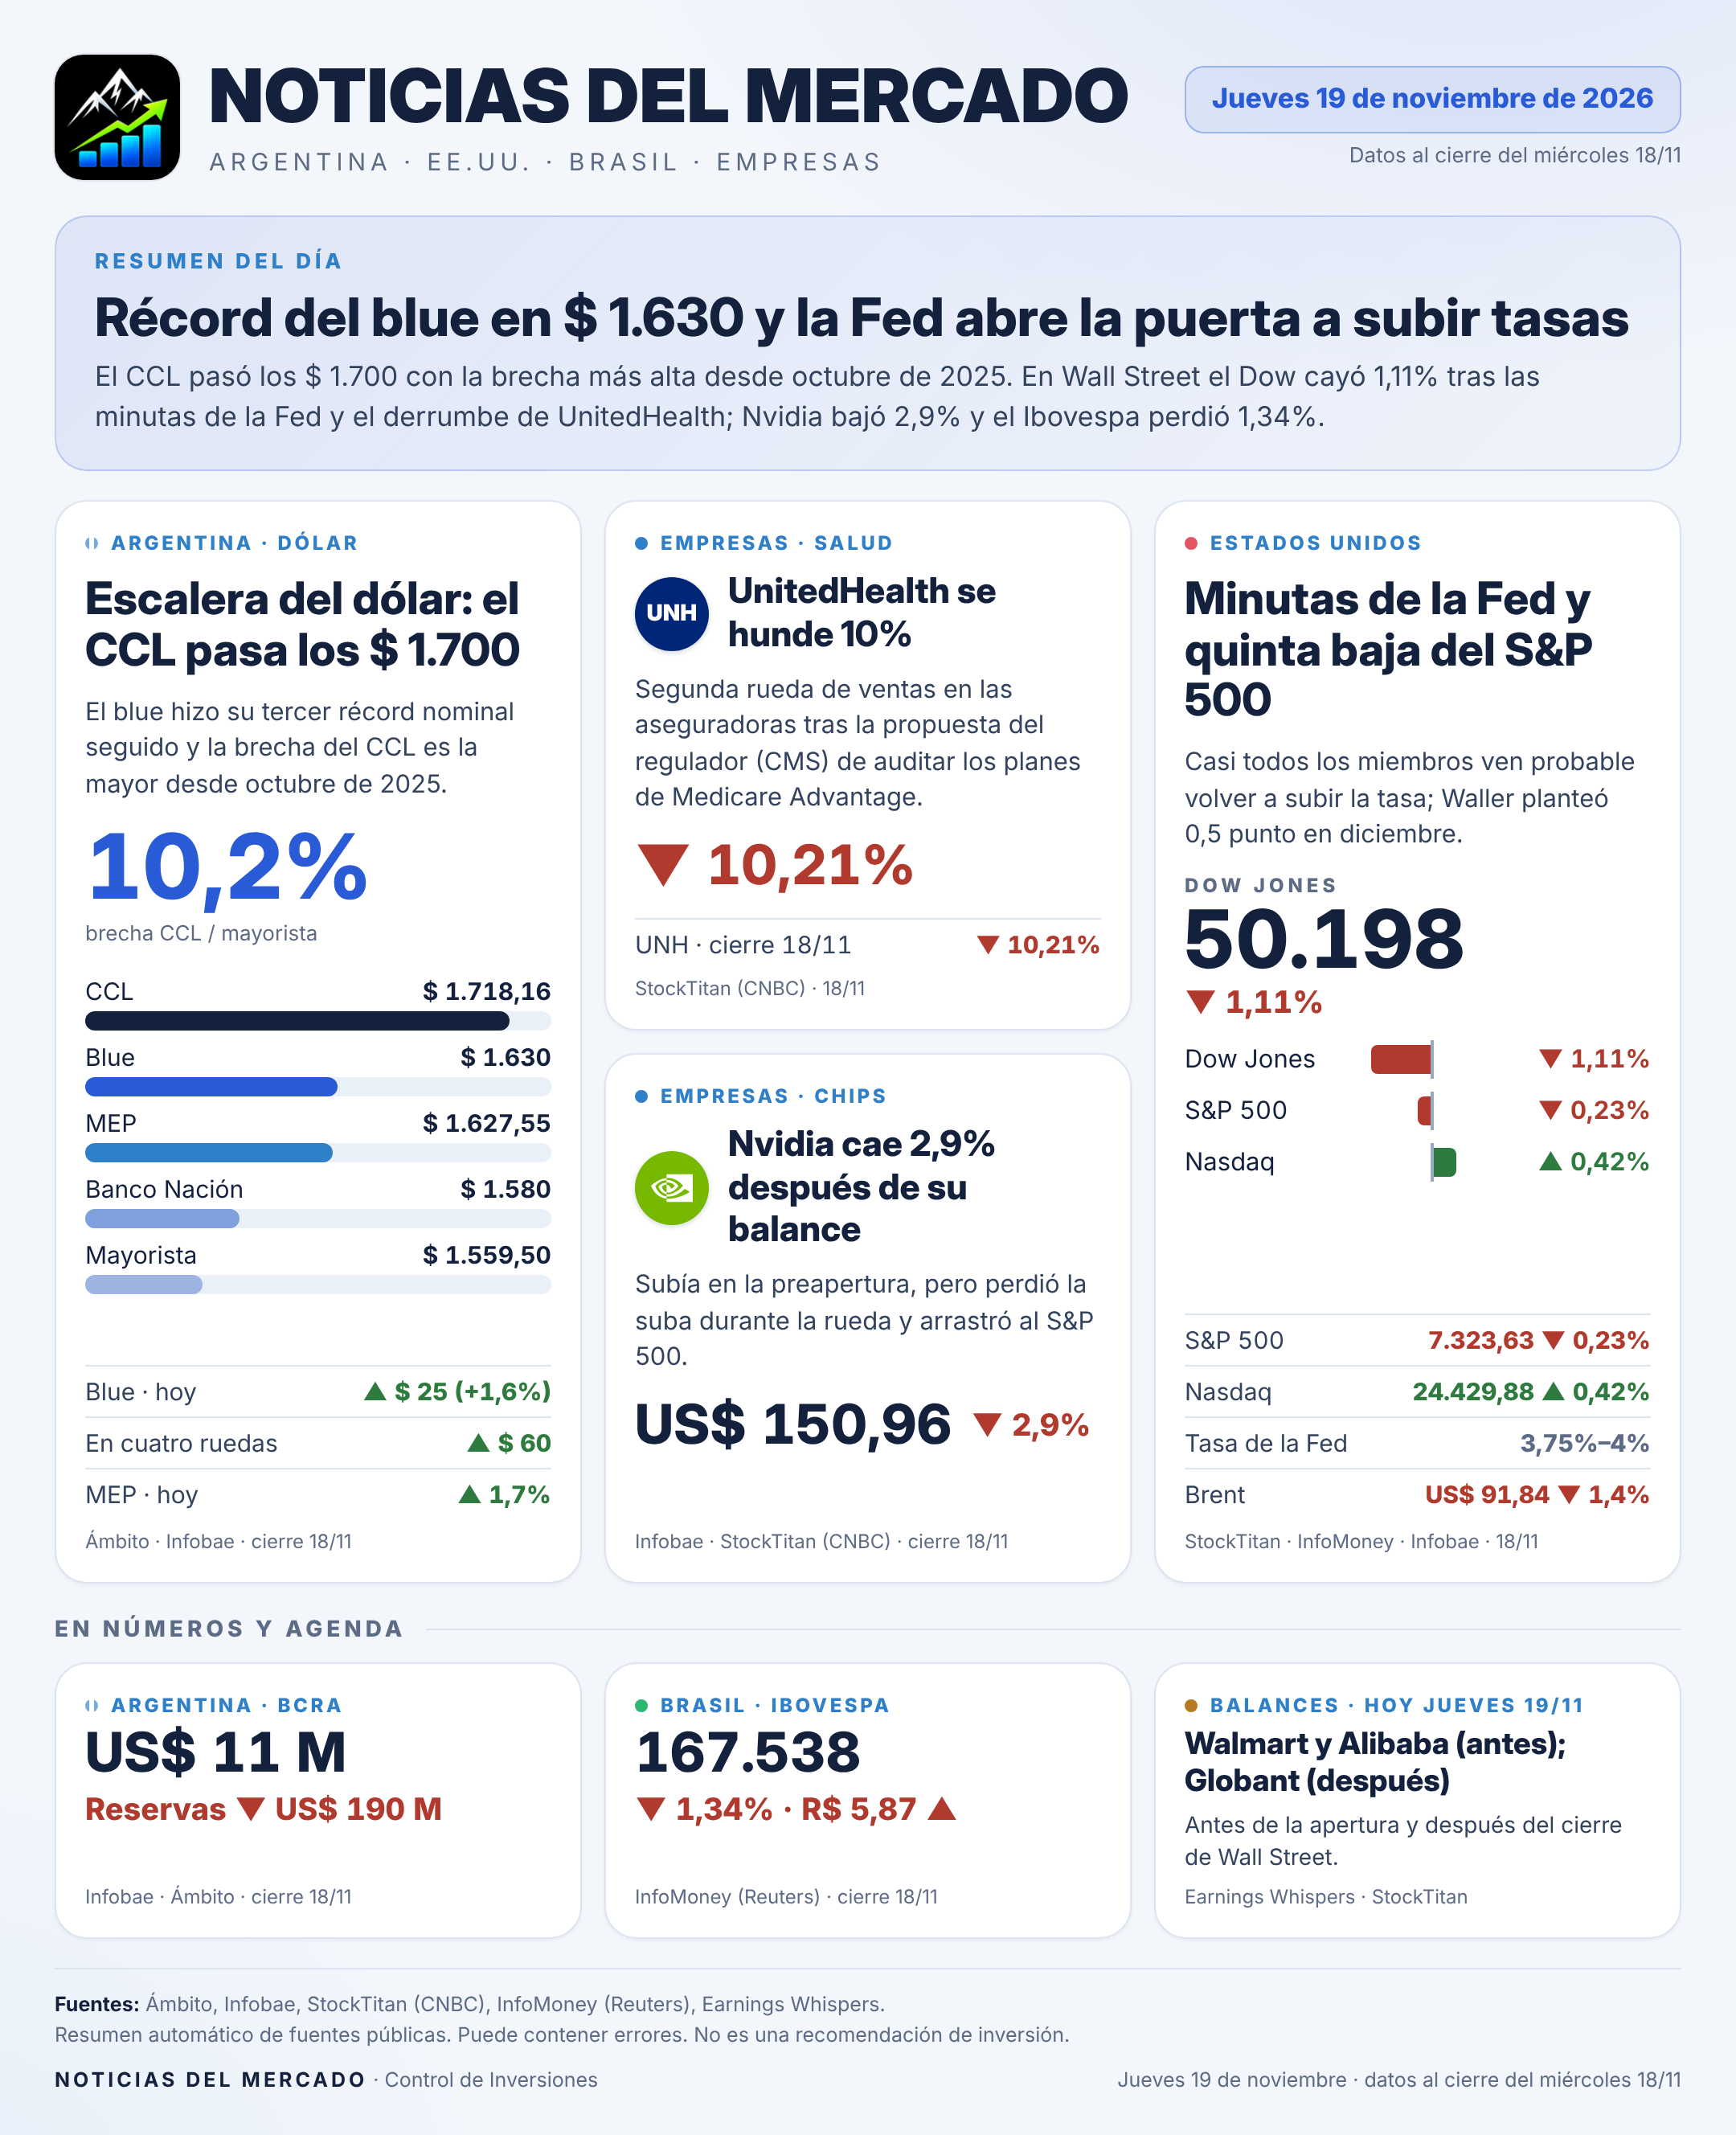 NOTICIAS DEL MERCADO
ARGENTINA · EE.UU. · BRASIL · EMPRESAS
Jueves 19 de noviembre de 2026
Datos al cierre del miércoles 18/11
RESUMEN DEL DÍA
Récord del blue en $ 1.630 y la Fed abre la puerta a subir tasas
El CCL pasó los $ 1.700 con la brecha más alta desde octubre de 2025. En Wall Street el Dow cayó 1,11% tras las
minutas de la Fed y el derrumbe de UnitedHealth; Nvidia bajó 2,9% y el Ibovespa perdió 1,34%.
ARGENTINA · DÓLAR
Escalera del dólar: el
CCL pasa los $ 1.700
El blue hizo su tercer récord nominal
seguido y la brecha del CCL es la
mayor desde octubre de 2025.
10,2%
brecha CCL / mayorista
CCL $ 1.718,16
Blue $ 1.630
MEP $ 1.627,55
Banco Nación $ 1.580
Mayorista $ 1.559,50
Blue · hoy ▲ $ 25 (+1,6%)
En cuatro ruedas ▲ $ 60
MEP · hoy ▲ 1,7%
Ámbito · Infobae · cierre 18/11
EMPRESAS · SALUD
UNH
UnitedHealth se
hunde 10%
Segunda rueda de ventas en las
aseguradoras tras la propuesta del
regulador (CMS) de auditar los planes
de Medicare Advantage.
▼ 10,21%
UNH · cierre 18/11 ▼ 10,21%
StockTitan (CNBC) · 18/11
EMPRESAS · CHIPS
Nvidia cae 2,9%
después de su
balance
Subía en la preapertura, pero perdió la
suba durante la rueda y arrastró al S&P
500.
US$ 150,96 ▼ 2,9%
Infobae · StockTitan (CNBC) · cierre 18/11
ESTADOS UNIDOS
Minutas de la Fed y
quinta baja del S&P
500
Casi todos los miembros ven probable
volver a subir la tasa; Waller planteó
0,5 punto en diciembre.
DOW JONES
50.198
▼ 1,11%
Dow Jones ▼ 1,11%
S&P 500 ▼ 0,23%
Nasdaq ▲ 0,42%
S&P 500 7.323,63 ▼ 0,23%
Nasdaq 24.429,88 ▲ 0,42%
Tasa de la Fed 3,75%–4%
Brent US$ 91,84 ▼ 1,4%
StockTitan · InfoMoney · Infobae · 18/11
EN NÚMEROS Y AGENDA
ARGENTINA · BCRA
US$ 11 M
Reservas ▼ US$ 190 M
Infobae · Ámbito · cierre 18/11
BRASIL · IBOVESPA
167.538
▼ 1,34% · R$ 5,87 ▲
InfoMoney (Reuters) · cierre 18/11
BALANCES · HOY JUEVES 19/11
Walmart y Alibaba (antes);
Globant (después)
Antes de la apertura y después del cierre
de Wall Street.
Earnings Whispers · StockTitan
Fuentes: Ámbito, Infobae, StockTitan (CNBC), InfoMoney (Reuters), Earnings Whispers.
Resumen automático de fuentes públicas. Puede contener errores. No es una recomendación de inversión.
NOTICIAS DEL MERCADO · Control de Inversiones
Jueves 19 de noviembre · datos al cierre del miércoles 18/11